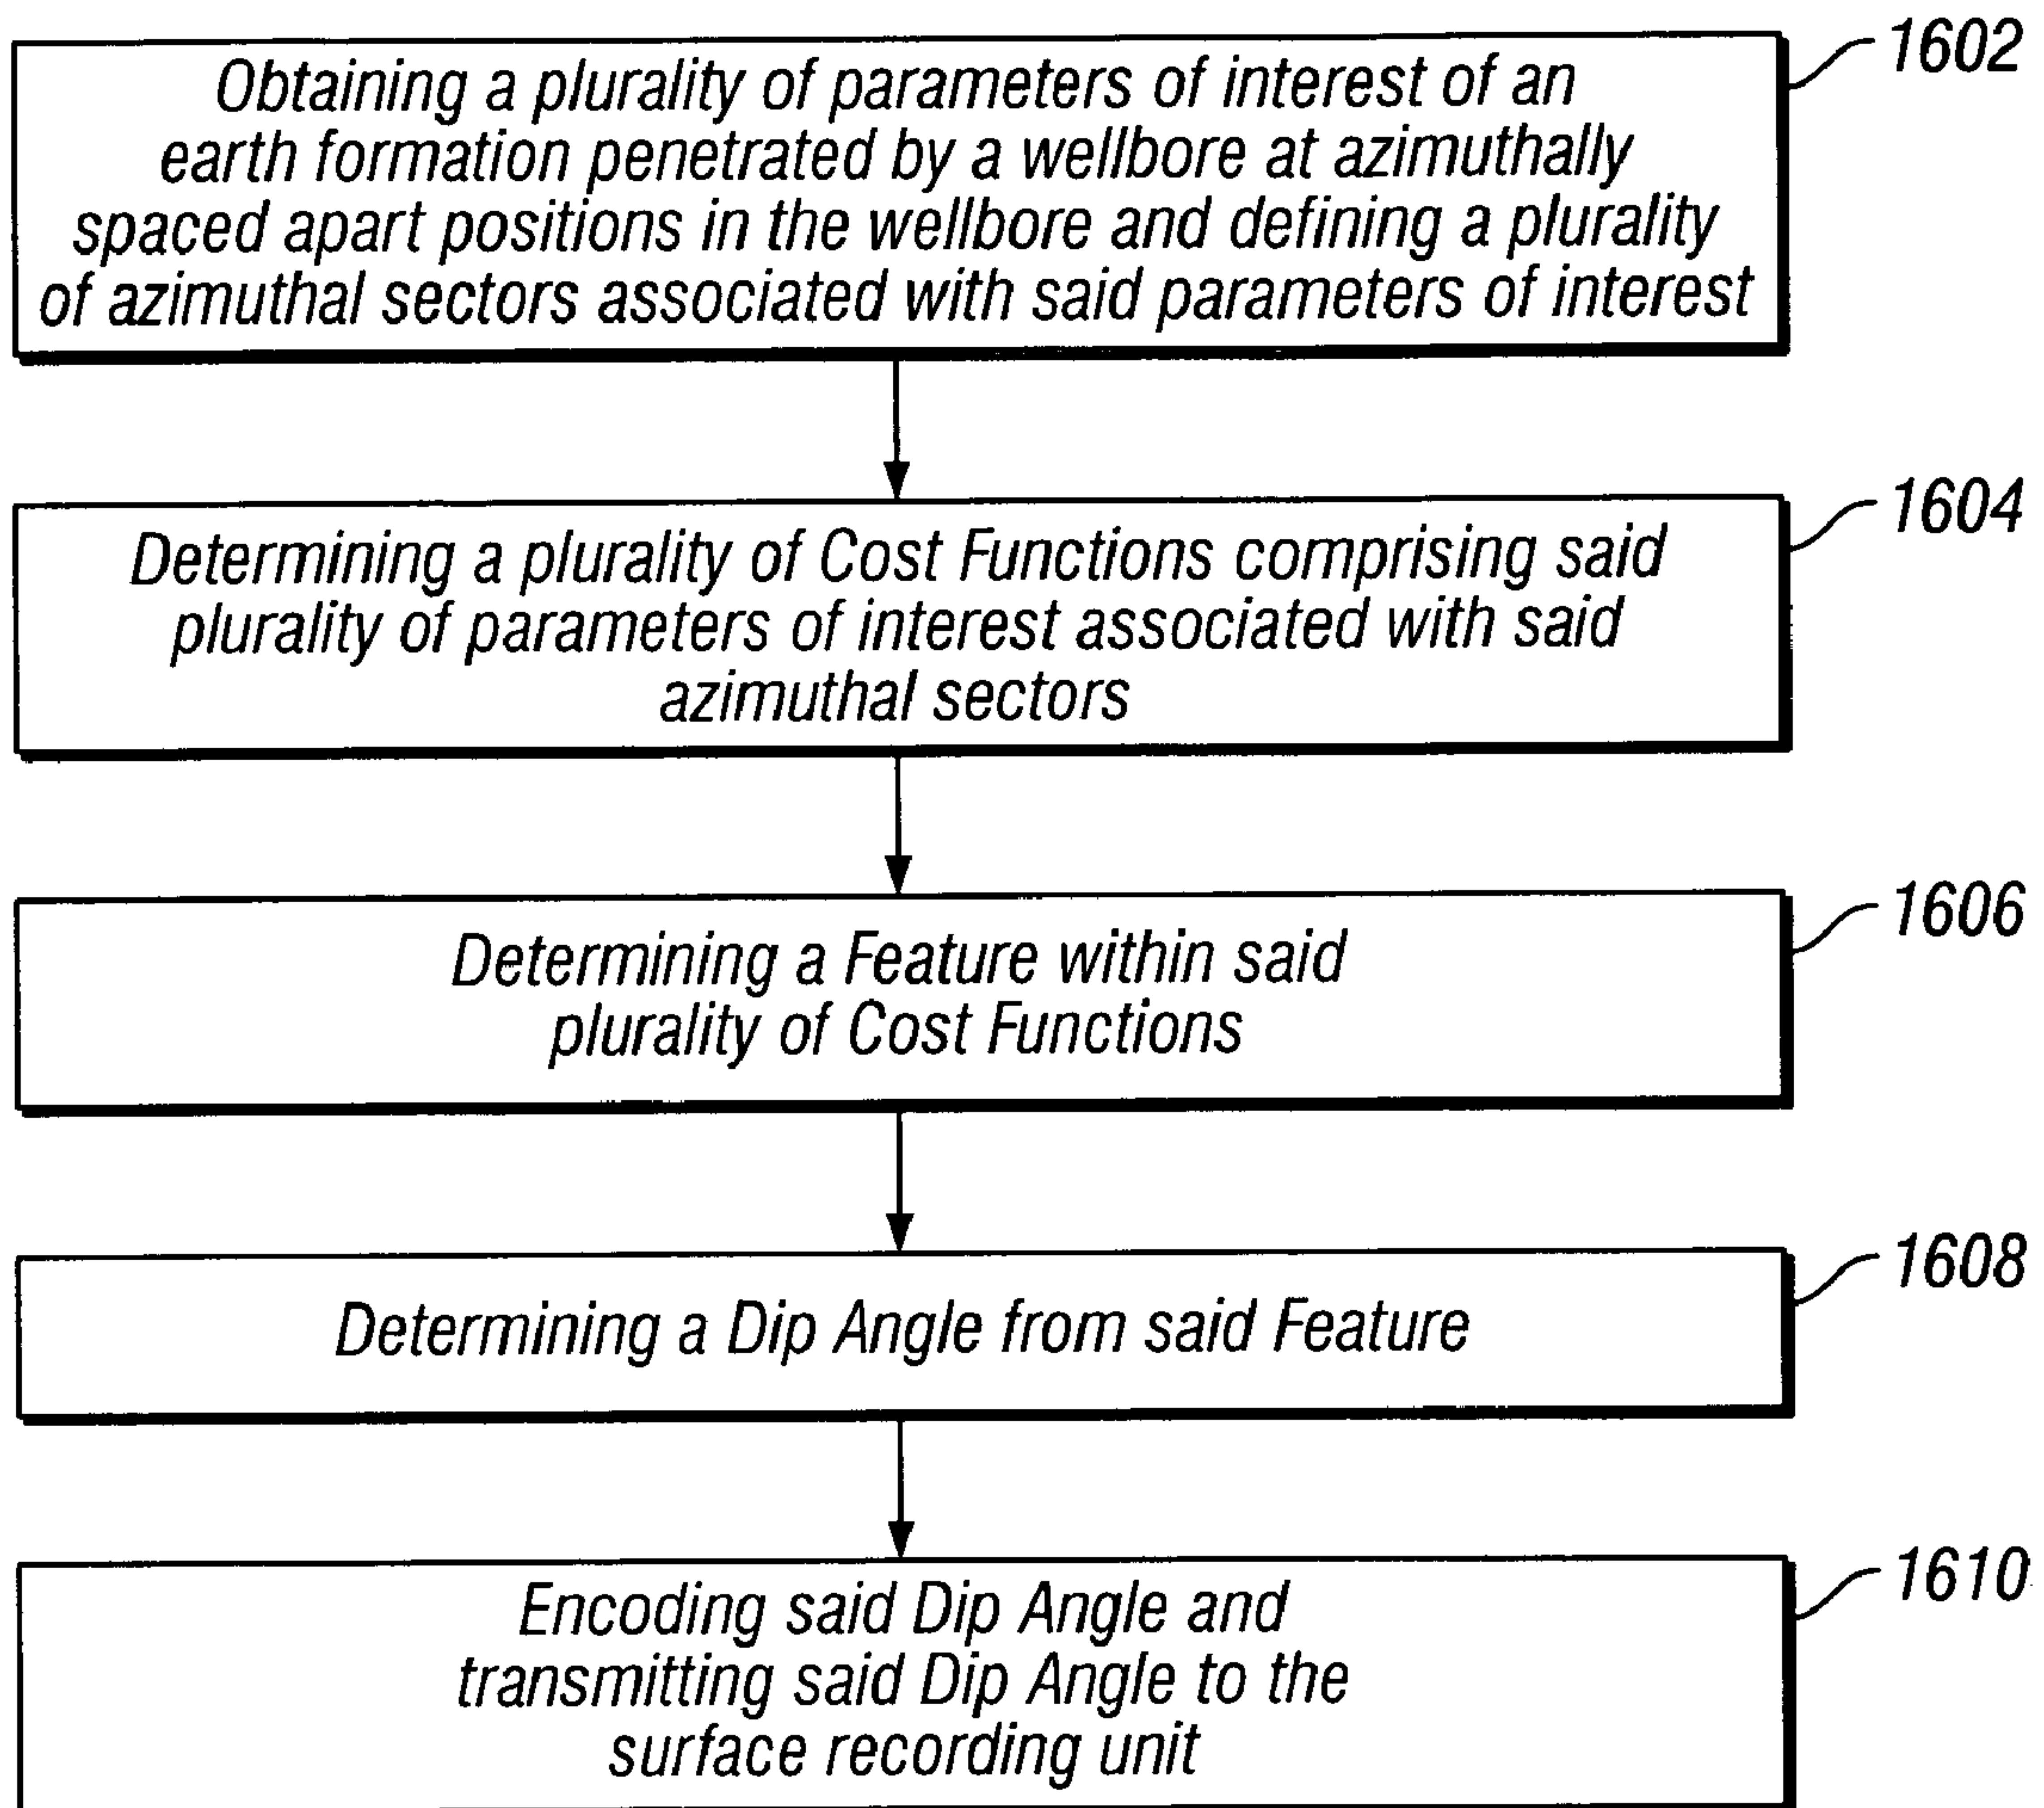 1602
Obtaining a plurality of parameters of interest of an
earth formation penetrated by a wellbore at azimuthally
spaced apart positions in the wellbore and defining a plurality
of azimuthal sectors associated with said parameters of interest
1604
Determining a plurality of Cost Functions comprising said
plurality of parameters of interest associated with said
azimuthal sectors
1606
Determining a Feature within said
plurality of Cost Functions
1608
Determining a Dip Angle from said Feature
1610
Encoding said Dip Angle and
transmitting said Dip Angle to the
surface recording unit